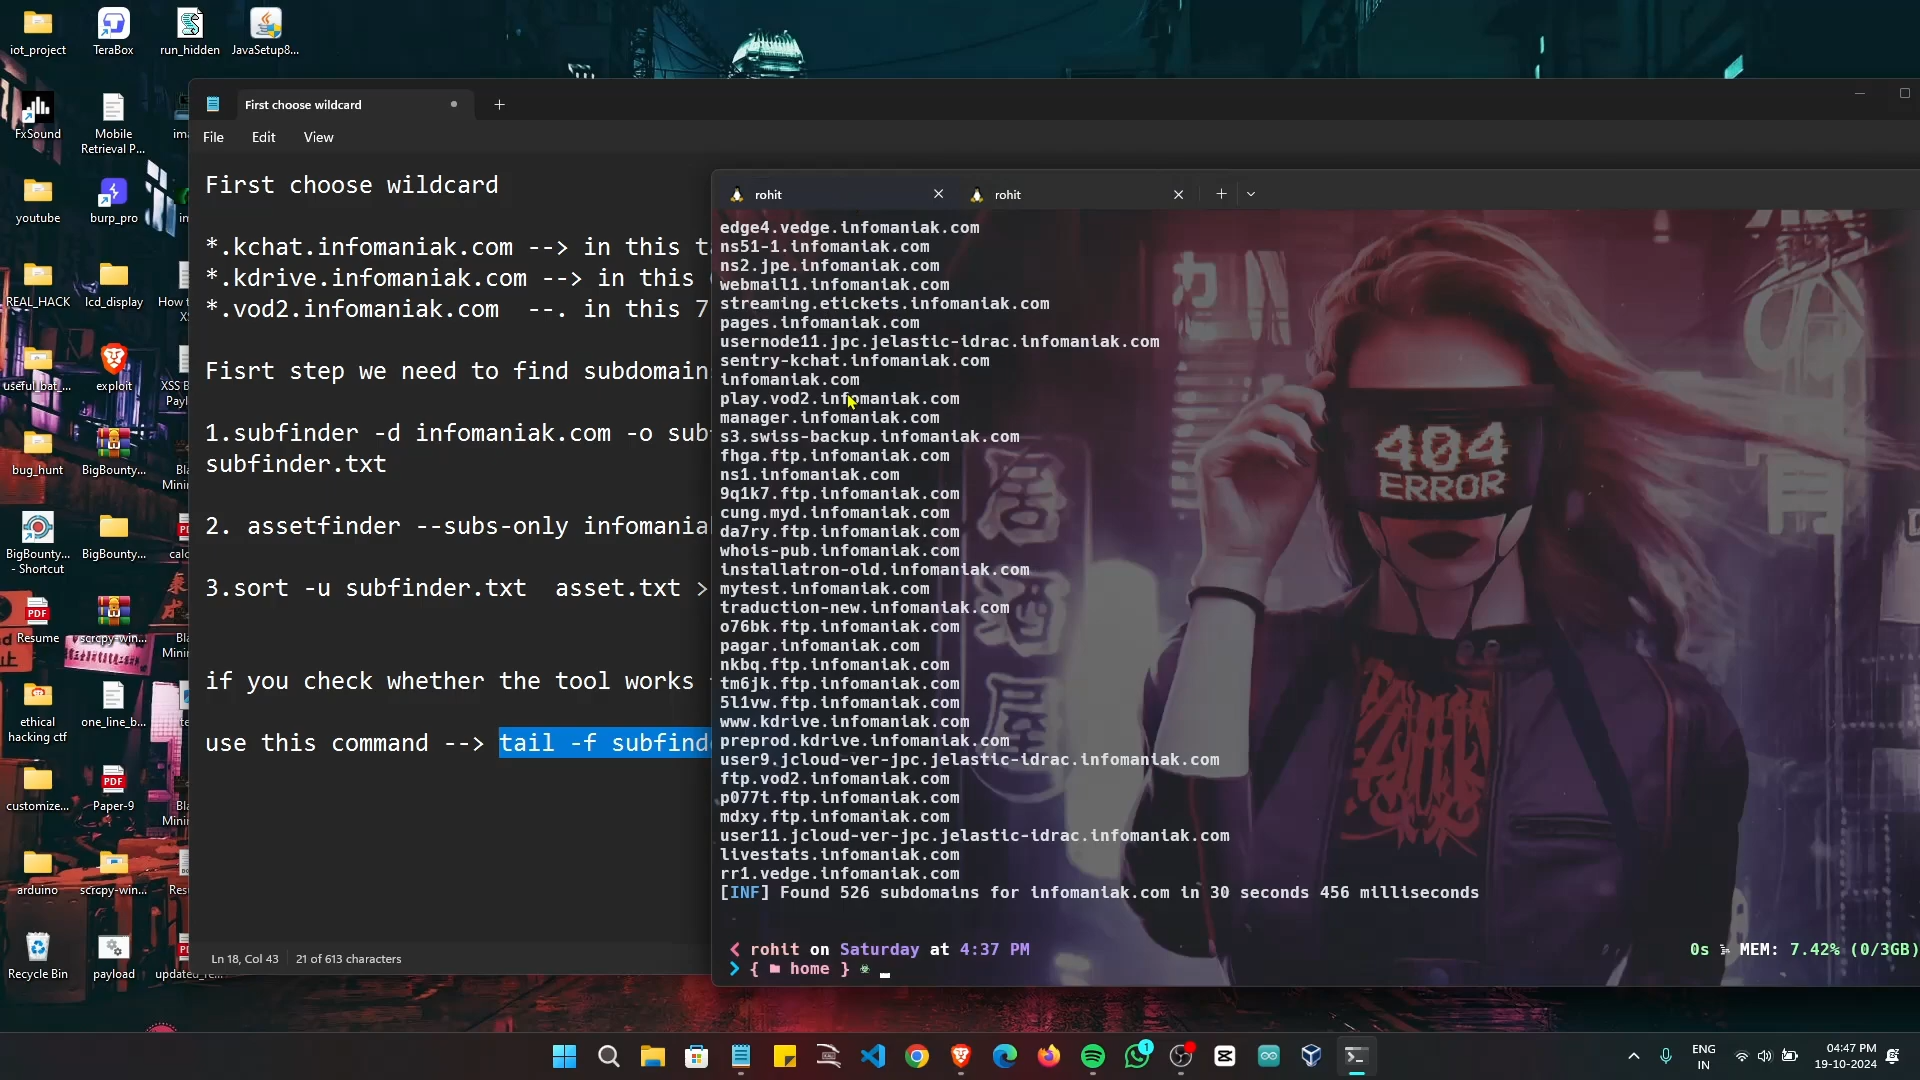 iot_project
TeraBox
run_hidden
JavaSetup8...
FxSound
Mobile
Retrieval P...
youtube
burp_pro
REAL_HACK
lcd_display
useful_bat_...
exploit
bug_hunt
BigBounty...
BigBounty...
- Shortcut
BigBounty...
Resume
scrcpy-win...
ethical
hacking ctf
one_line_b...
customize...
Paper-9
arduino
scrcpy-win...
Recycle Bin
payload
First choose wildcard
File
Edit
View
First choose wildcard
*.kchat.infomaniak.com --> in this t
*.kdrive.infomaniak.com --> in this
*.vod2.infomaniak.com --. in this 7
Fisrt step we need to find subdomain
1.subfinder -d infomaniak.com -o sub
subfinder.txt
2. assetfinder --subs-only infomania
3.sort -u subfinder.txt asset.txt >
if you check whether the tool works
use this command --> tail -f subfind
Ln 18, Col 43
21 of 613 characters
rohit
rohit
edge4.vedge.infomaniak.com
ns51-1.infomaniak.com
ns2.jpe.infomaniak.com
webmail1.infomaniak.com
streaming.etickets.infomaniak.com
pages.infomaniak.com
usernode11.jpc.jelastic-idrac.infomaniak.com
sentry-kchat.infomaniak.com
infomaniak.com
play.vod2.infomaniak.com
manager.infomaniak.com
s3.swiss-backup.infomaniak.com
fhga.ftp.infomaniak.com
ns1.infomaniak.com
9q1k7.ftp.infomaniak.com
cung.myd.infomaniak.com
da7ry.ftp.infomaniak.com
whois-pub.infomaniak.com
installatron-old.infomaniak.com
mytest.infomaniak.com
traduction-new.infomaniak.com
o76bk.ftp.infomaniak.com
pagar.infomaniak.com
nkbq.ftp.infomaniak.com
tm6jk.ftp.infomaniak.com
5l1vw.ftp.infomaniak.com
www.kdrive.infomaniak.com
preprod.kdrive.infomaniak.com
user9.jcloud-ver-jpc.jelastic-idrac.infomaniak.com
ftp.vod2.infomaniak.com
p077t.ftp.infomaniak.com
mdxy.ftp.infomaniak.com
user11.jcloud-ver-jpc.jelastic-idrac.infomaniak.com
livestats.infomaniak.com
rr1.vedge.infomaniak.com
[INF] Found 526 subdomains for infomaniak.com in 30 seconds 456 milliseconds
rohit on Saturday at 4:37 PM
0s MEM: 7.42% (0/3GB)
{ home }
404
ERROR
居
酒
屋
1
ENG
IN
04:47 PM
19-10-2024